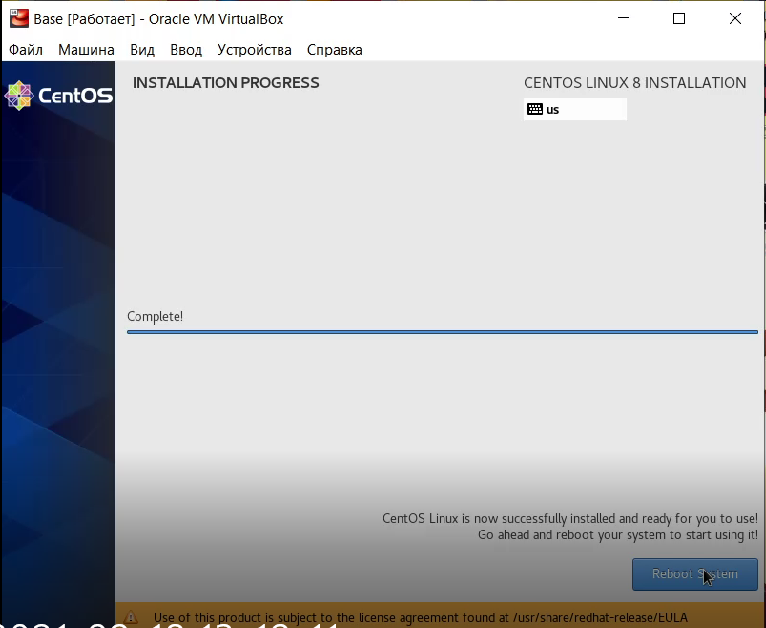 Base [Работает] - Oracle VM VirtualBox
Файл Машина Вид Ввод Устройства Справка
CentOS
INSTALLATION PROGRESS
CENTOS LINUX 8 INSTALLATION
us
Complete!
CentOS Linux is now successfully installed and ready for you to use!
Go ahead and reboot your system to start using it!
Reboot System
Use of this product is subject to the license agreement found at /usr/share/redhat-release/EULA